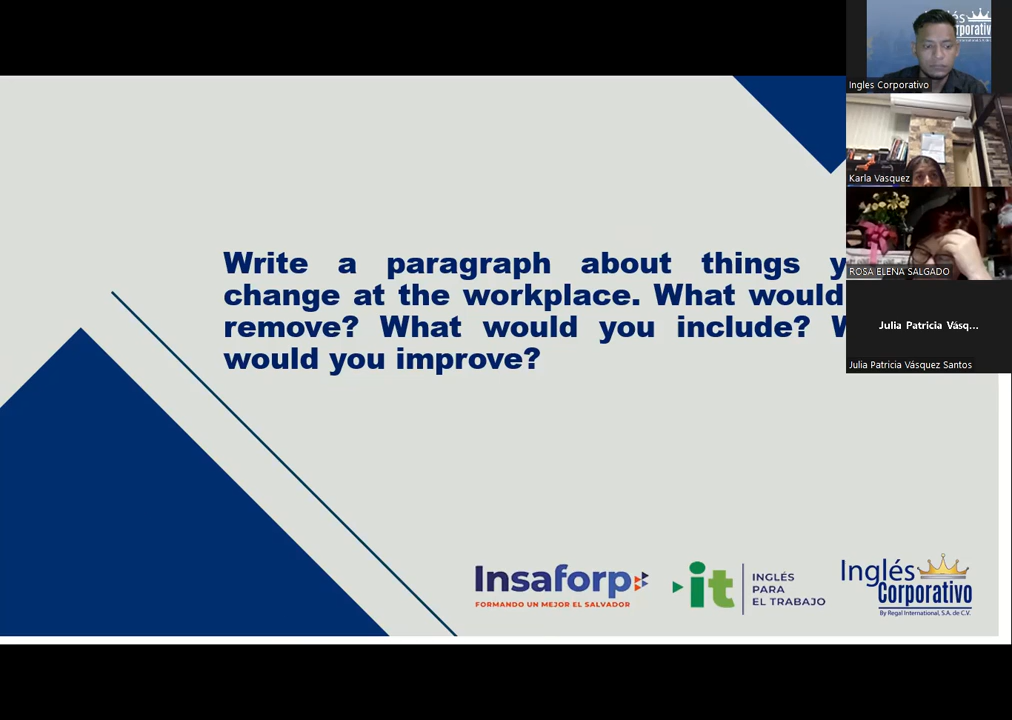 Write a paragraph about things
change at the workplace. What would
remove? What would you include?
would you improve?
Insaforp
FORMANDO UN MEJOR EL SALVADOR
it
INGLÉS
PARA
EL TRABAJO
Inglés
Corporativo
By Regal International, S.A. de C.V.
Ingles Corporativo
Karla Vasquez
ROSA ELENA SALGADO
Julia Patricia Vásq...
Julia Patricia Vásquez Santos